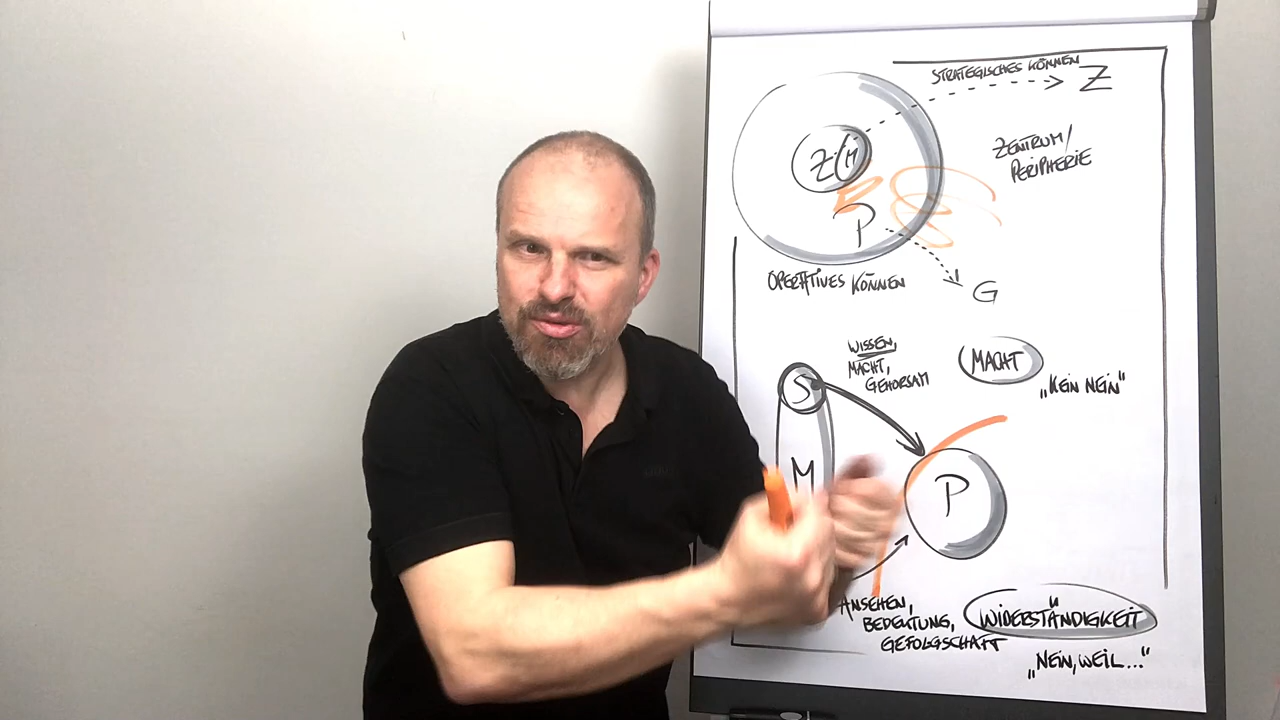 STRATEGISCHES KÖNNEN
Z
ZENTRUM/
PERIPHERIE
Z M
P
OPERATIVES KÖNNEN
G
WISSEN,
MACHT,
GEHORSAM
MACHT
„KEIN NEIN“
S
M
P
ANSEHEN,
BEDEUTUNG,
GEFOLGSCHAFT
WIDERSTÄNDIGKEIT
„NEIN, WEIL...“